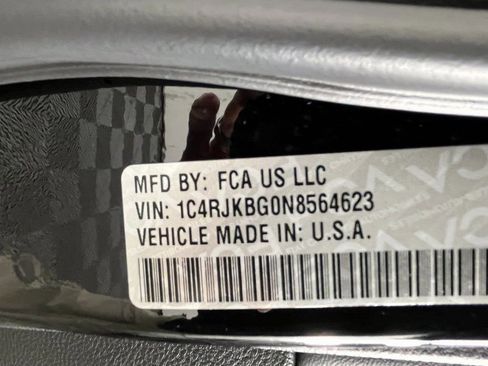 MFD BY: FCA US LLC
VIN: 1C4RJKBG0N8564623
VEHICLE MADE IN: U.S.A.